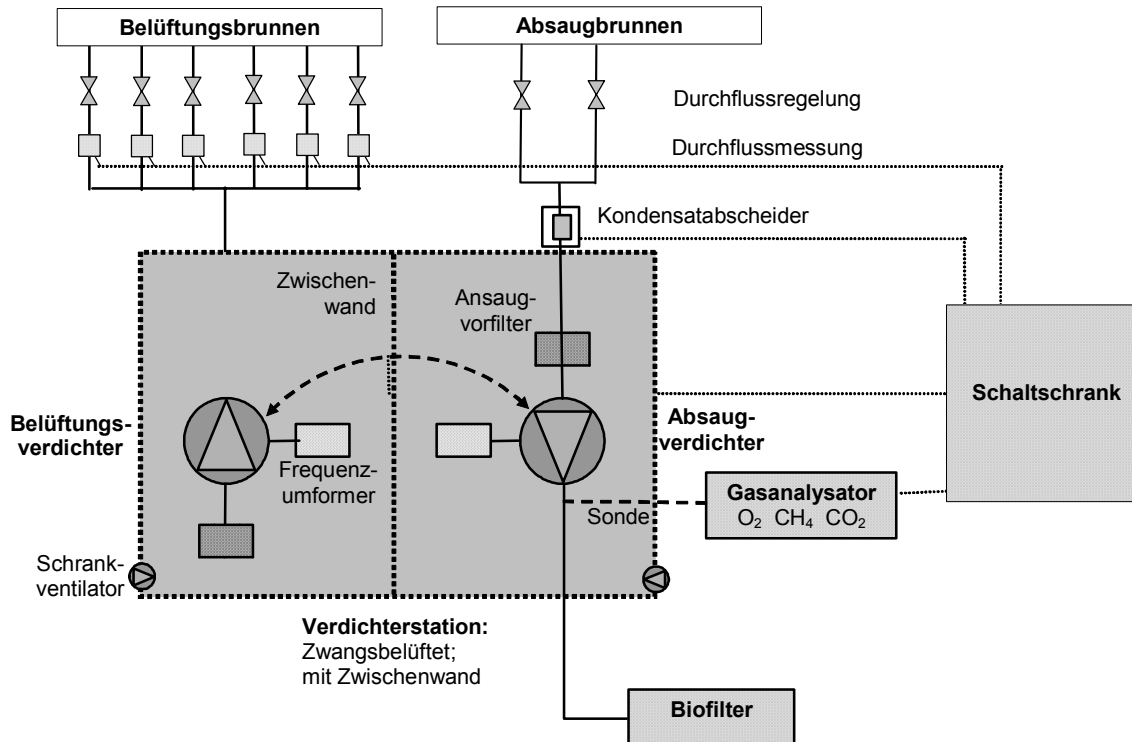 Belüftungsbrunnen
Absaugbrunnen
Durchflussregelung
Durchflussmessung
Kondensatabscheider
Zwischen-
wand
Ansaug-
vorfilter
Schaltschrank
Belüftungs-
verdichter
Absaug-
verdichter
Frequenz-
umformer
Gasanalysator
O₂ CH₄ CO₂
Sonde
Schrank-
ventilator
Verdichterstation:
Zwangsbelüftet;
mit Zwischenwand
Biofilter